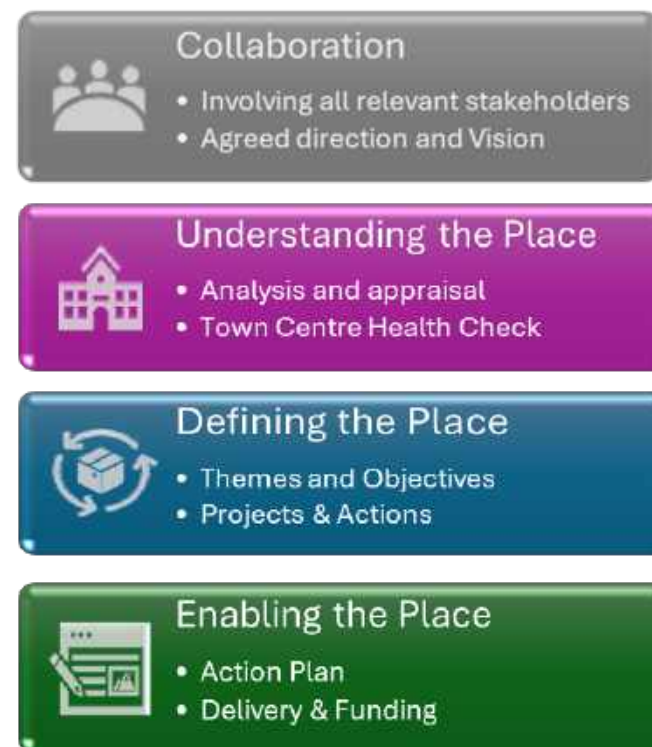 Collaboration
• Involving all relevant stakeholders
• Agreed direction and Vision
Understanding the Place
• Analysis and appraisal
• Town Centre Health Check
Defining the Place
• Themes and Objectives
• Projects & Actions
Enabling the Place
• Action Plan
• Delivery & Funding